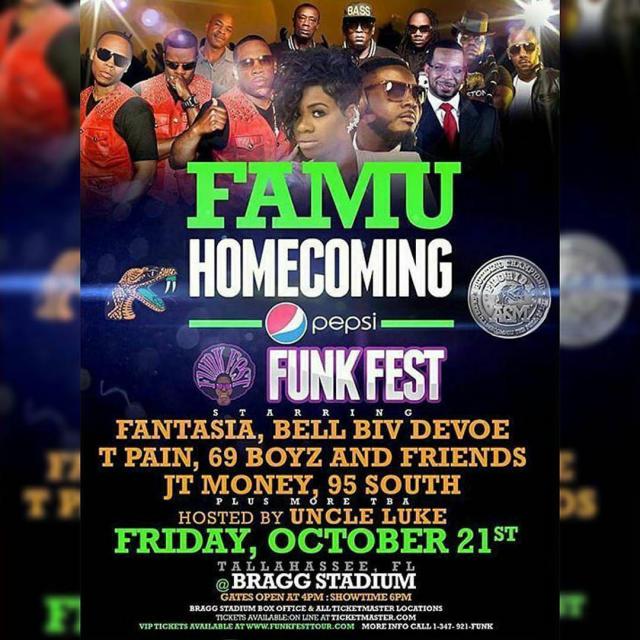 BASS
FAMU
HOMECOMING
pepsi
FUNK FEST
FUNK FEST
STARRING
FANTASIA, BELL BIV DEVOE
T PAIN, 69 BOYZ AND FRIENDS
JT MONEY, 95 SOUTH
PLUS MORE TBA
HOSTED BY UNCLE LUKE
FRIDAY, OCTOBER 21ST
TALLAHASSEE, FL
@ BRAGG STADIUM
GATES OPEN AT 4PM : SHOWTIME 6PM
BRAGG STADIUM BOX OFFICE & ALL TICKETMASTER LOCATIONS
TICKETS AVAILABLE:ON LINE AT TICKETMASTER.COM
VIP TICKETS AVAILABLE AT WWW.FUNKFESTTOUR.COM MORE INFO CALL 1-347- 921-FUNK